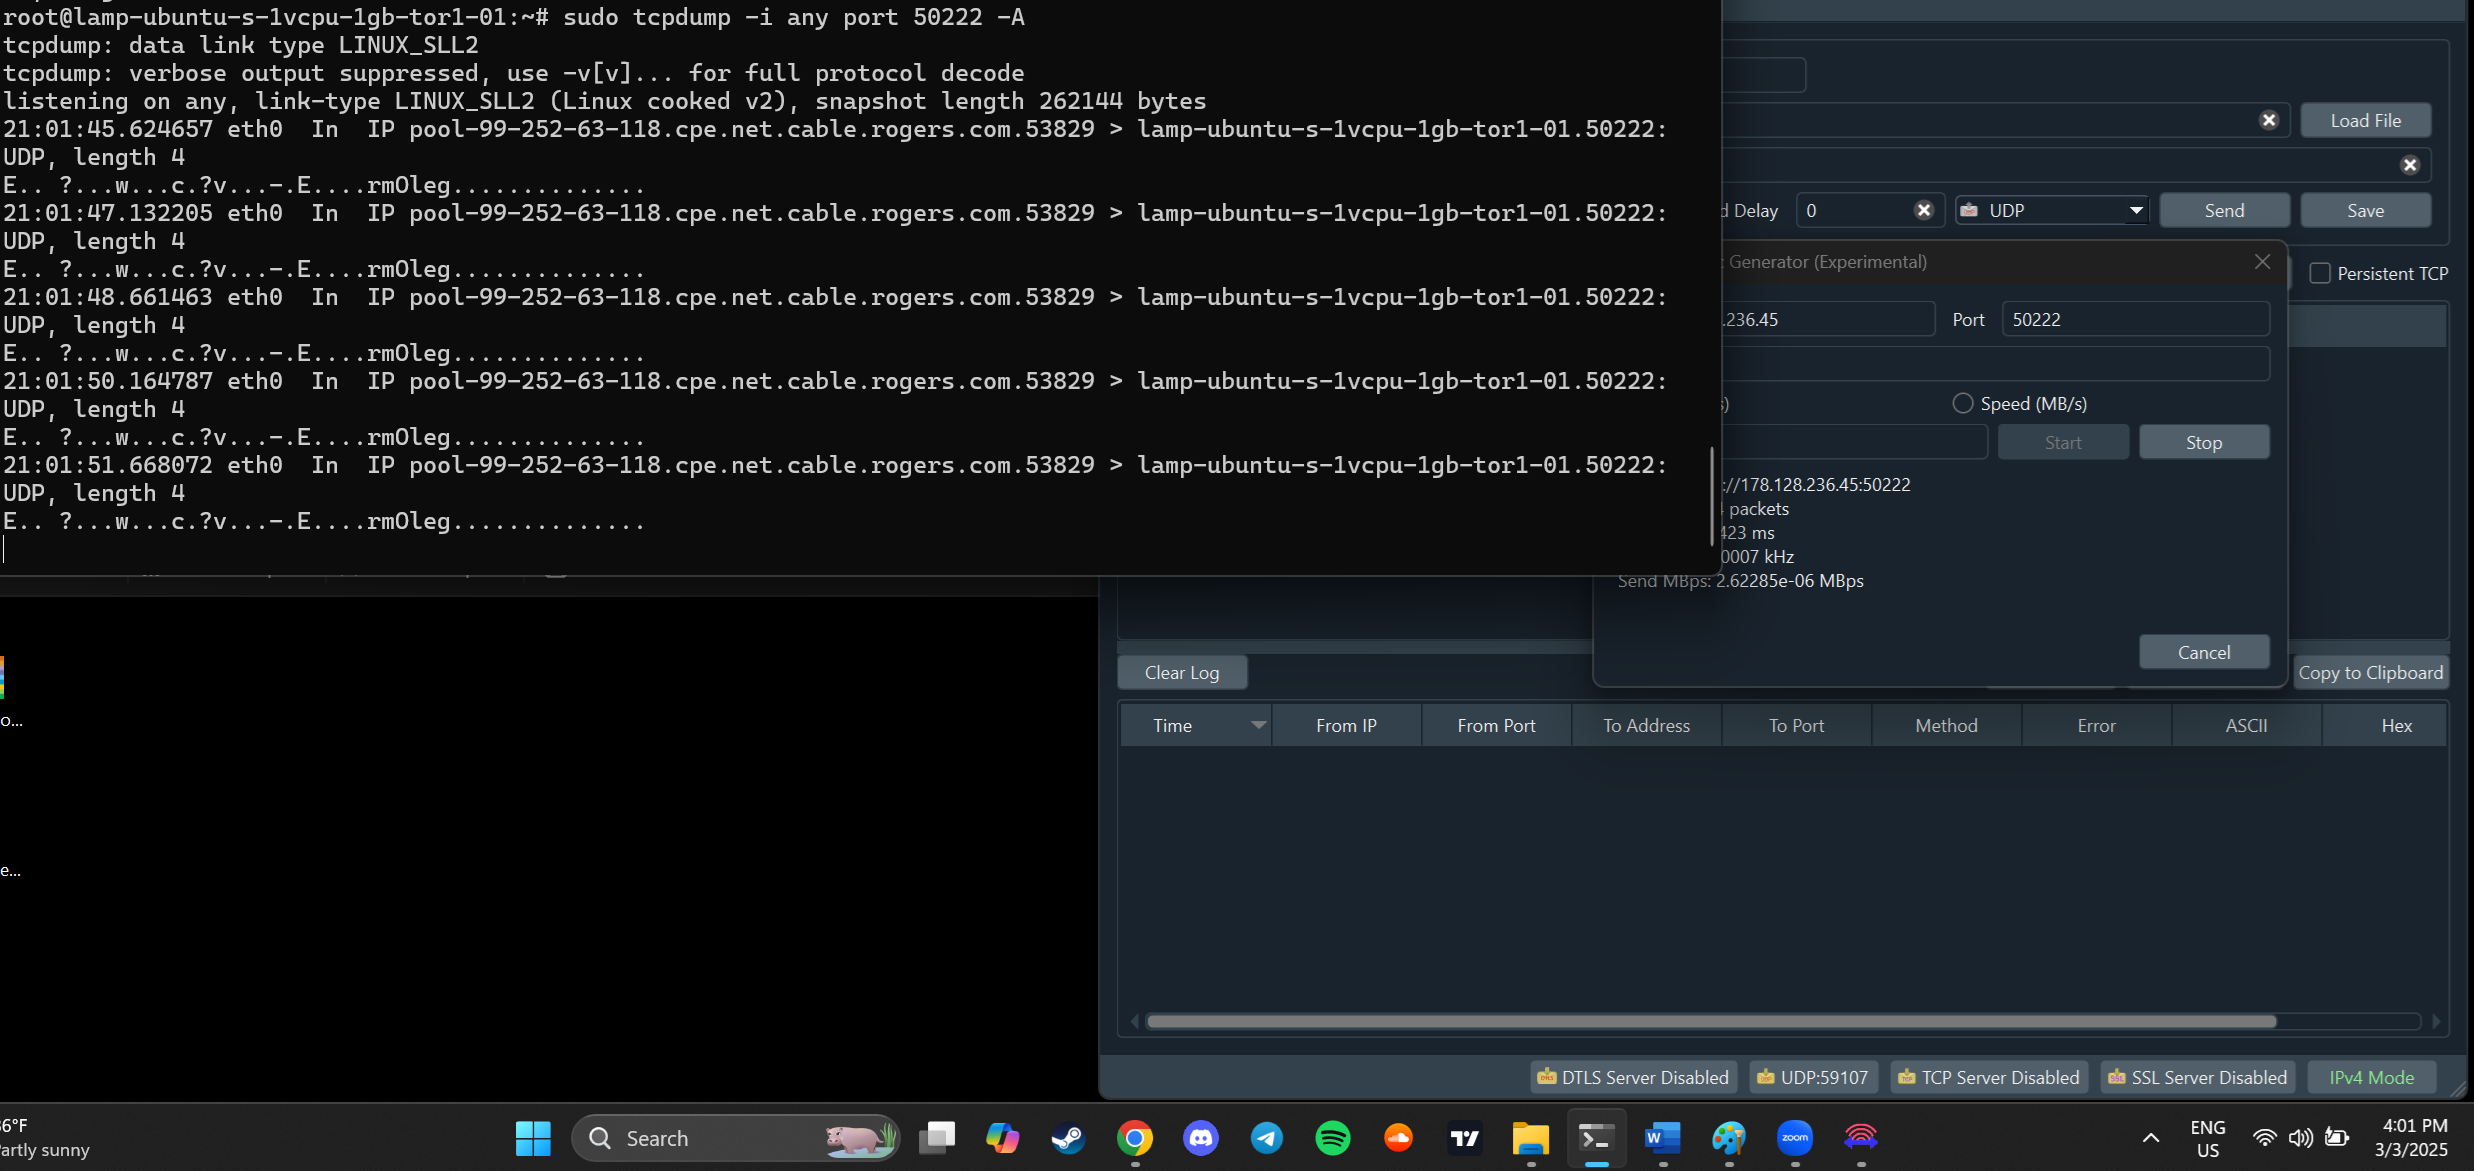 root@lamp-ubuntu-s-1vcpu-1gb-tor1-01:~# sudo tcpdump -i any port 50222 -A
tcpdump: data link type LINUX_SLL2
tcpdump: verbose output suppressed, use -v[v]... for full protocol decode
listening on any, link-type LINUX_SLL2 (Linux cooked v2), snapshot length 262144 bytes
21:01:45.624657 eth0  In  IP pool-99-252-63-118.cpe.net.cable.rogers.com.53829 > lamp-ubuntu-s-1vcpu-1gb-tor1-01.50222:
UDP, length 4
E.. ?...w...c.?v...-.E....rmOleg..............
21:01:47.132205 eth0  In  IP pool-99-252-63-118.cpe.net.cable.rogers.com.53829 > lamp-ubuntu-s-1vcpu-1gb-tor1-01.50222:
UDP, length 4
E.. ?...w...c.?v...-.E....rmOleg..............
21:01:48.661463 eth0  In  IP pool-99-252-63-118.cpe.net.cable.rogers.com.53829 > lamp-ubuntu-s-1vcpu-1gb-tor1-01.50222:
UDP, length 4
E.. ?...w...c.?v...-.E....rmOleg..............
21:01:50.164787 eth0  In  IP pool-99-252-63-118.cpe.net.cable.rogers.com.53829 > lamp-ubuntu-s-1vcpu-1gb-tor1-01.50222:
UDP, length 4
E.. ?...w...c.?v...-.E....rmOleg..............
21:01:51.668072 eth0  In  IP pool-99-252-63-118.cpe.net.cable.rogers.com.53829 > lamp-ubuntu-s-1vcpu-1gb-tor1-01.50222:
UDP, length 4
E.. ?...w...c.?v...-.E....rmOleg..............
Load File
d Delay 0 UDP Send Save
Generator (Experimental)
Persistent TCP
.236.45 Port 50222
s) Speed (MB/s)
Start Stop
://178.128.236.45:50222
packets
423 ms
0007 kHz
Send MBps: 2.62285e-06 MBps
Cancel
Clear Log Copy to Clipboard
Time From IP From Port To Address To Port Method Error ASCII Hex
o...
e...
DTLS Server Disabled UDP:59107 TCP Server Disabled SSL Server Disabled IPv4 Mode
6°F
artly sunny
Search
zoom
ENG
US
4:01 PM
3/3/2025